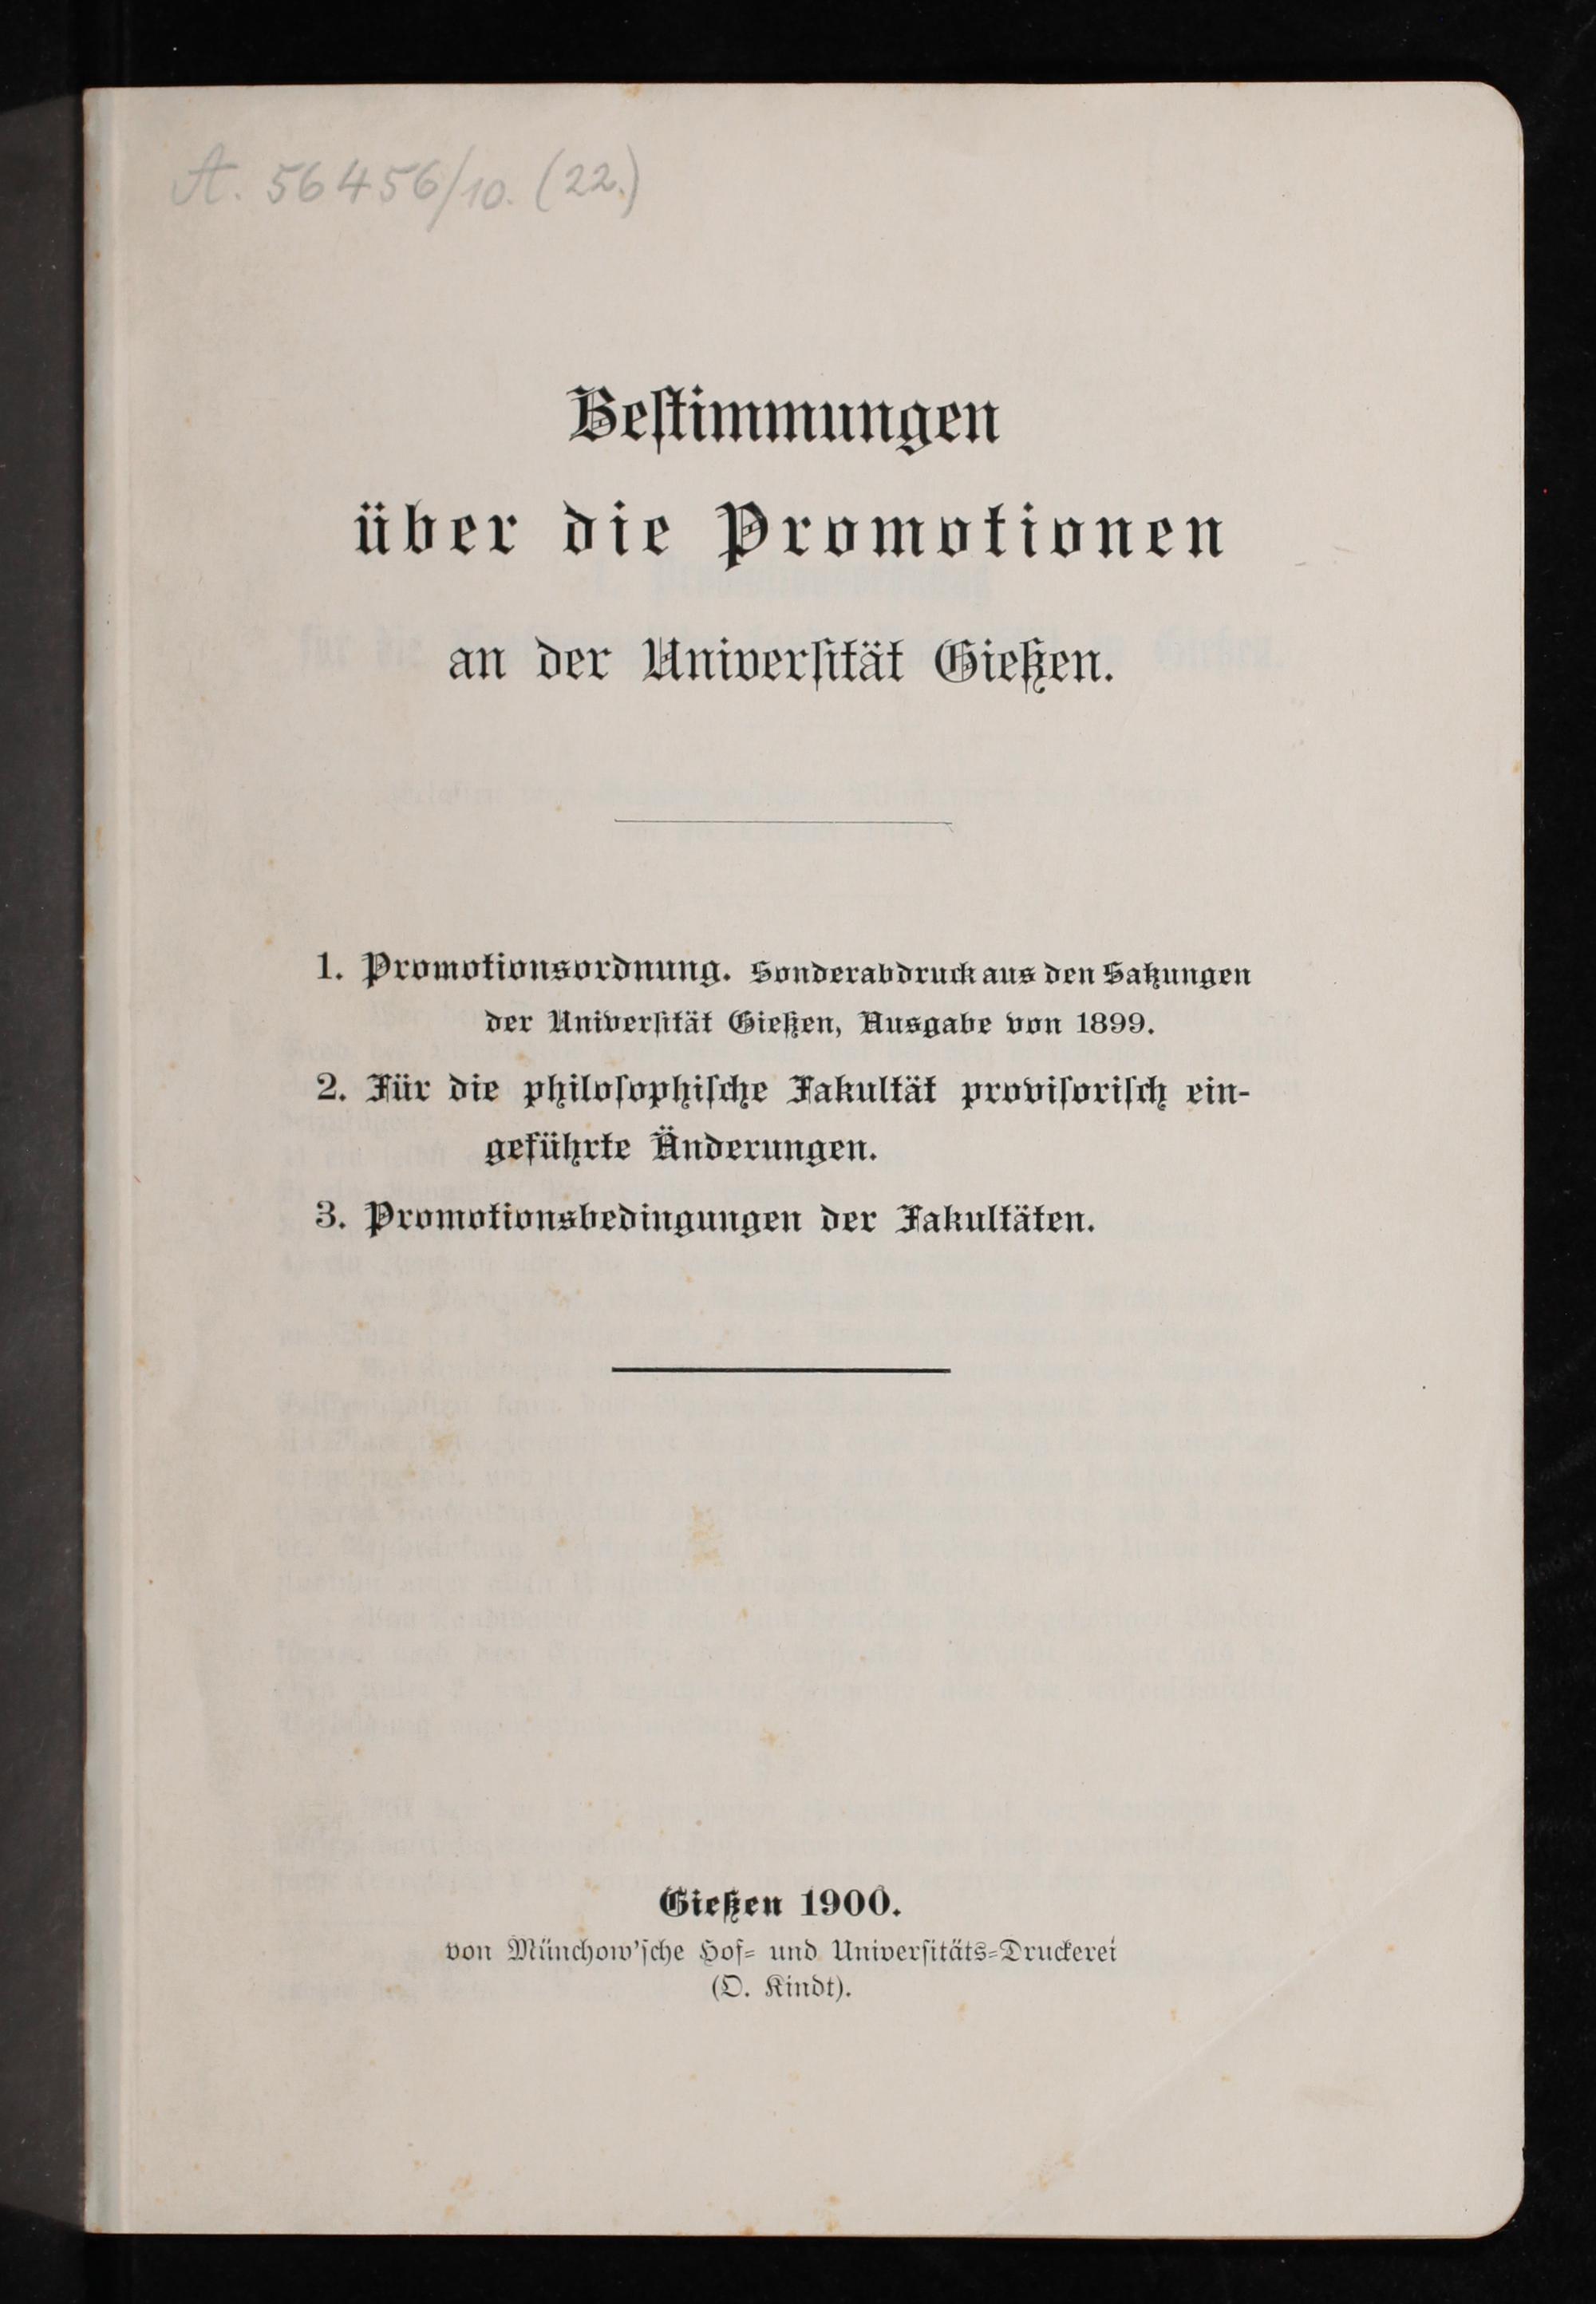 A. 56456/10. (22.)
Beſtimmungen
über die Promotionen
an der Univerſität Gießen.
1. Promotionsordnung. Sonderabdruck aus den Satzungen
der Univerſität Gießen, Ausgabe von 1899.
2. Für die philoſophiſche Fakultät proviſoriſch ein-
geführte Änderungen.
3. Promotionsbedingungen der Fakultäten.
Gießen 1900.
von Münchow'ſche Hof- und Univerſitäts-Druckerei
(O. Kindt).